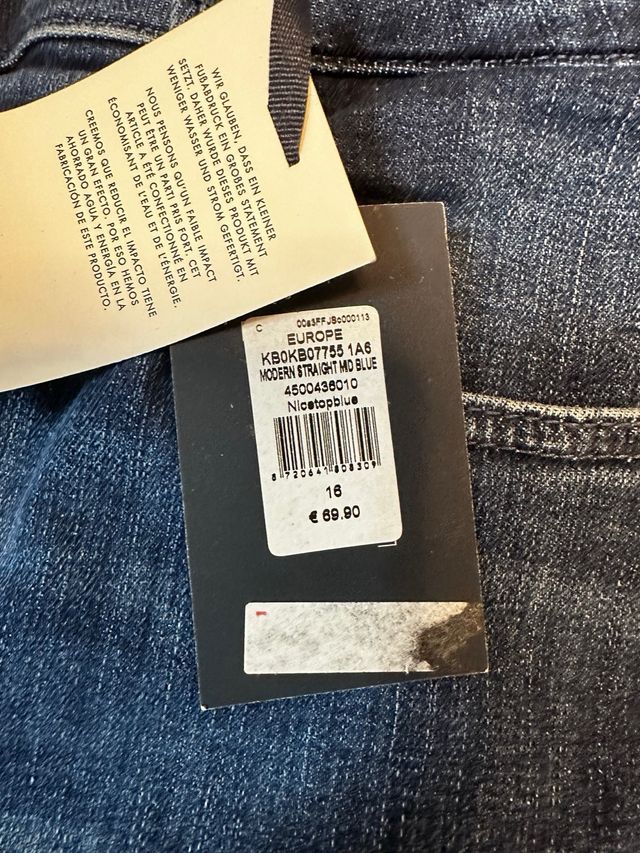 WIR GLAUBEN, DASS EIN KLEINER
FUßABDRUCK EIN GROßES STATEMENT
SETZT. DAHER WURDE DIESES PRODUKT MIT
WENIGER WASSER UND STROM GEFERTIGT.
NOUS PENSONS QU'UN FAIBLE IMPACT
PEUT ÊTRE UN PARTI PRIS FORT. CET
ARTICLE A ÉTÉ CONFECTIONNÉ EN
ÉCONOMISANT DE L'EAU ET DE L'ÉNERGIE.
CREEMOS QUE REDUCIR EL IMPACTO TIENE
UN GRAN EFECTO. POR ESO HEMOS
AHORRADO AGUA Y ENERGÍA EN LA
FABRICACIÓN DE ESTE PRODUCTO.
C 00a3FFJBc000113
EUROPE
KB0KB07755 1A6
MODERN STRAIGHT MID BLUE
4500436010
Nicetopblue
8 720641 808309
16
€ 69.90